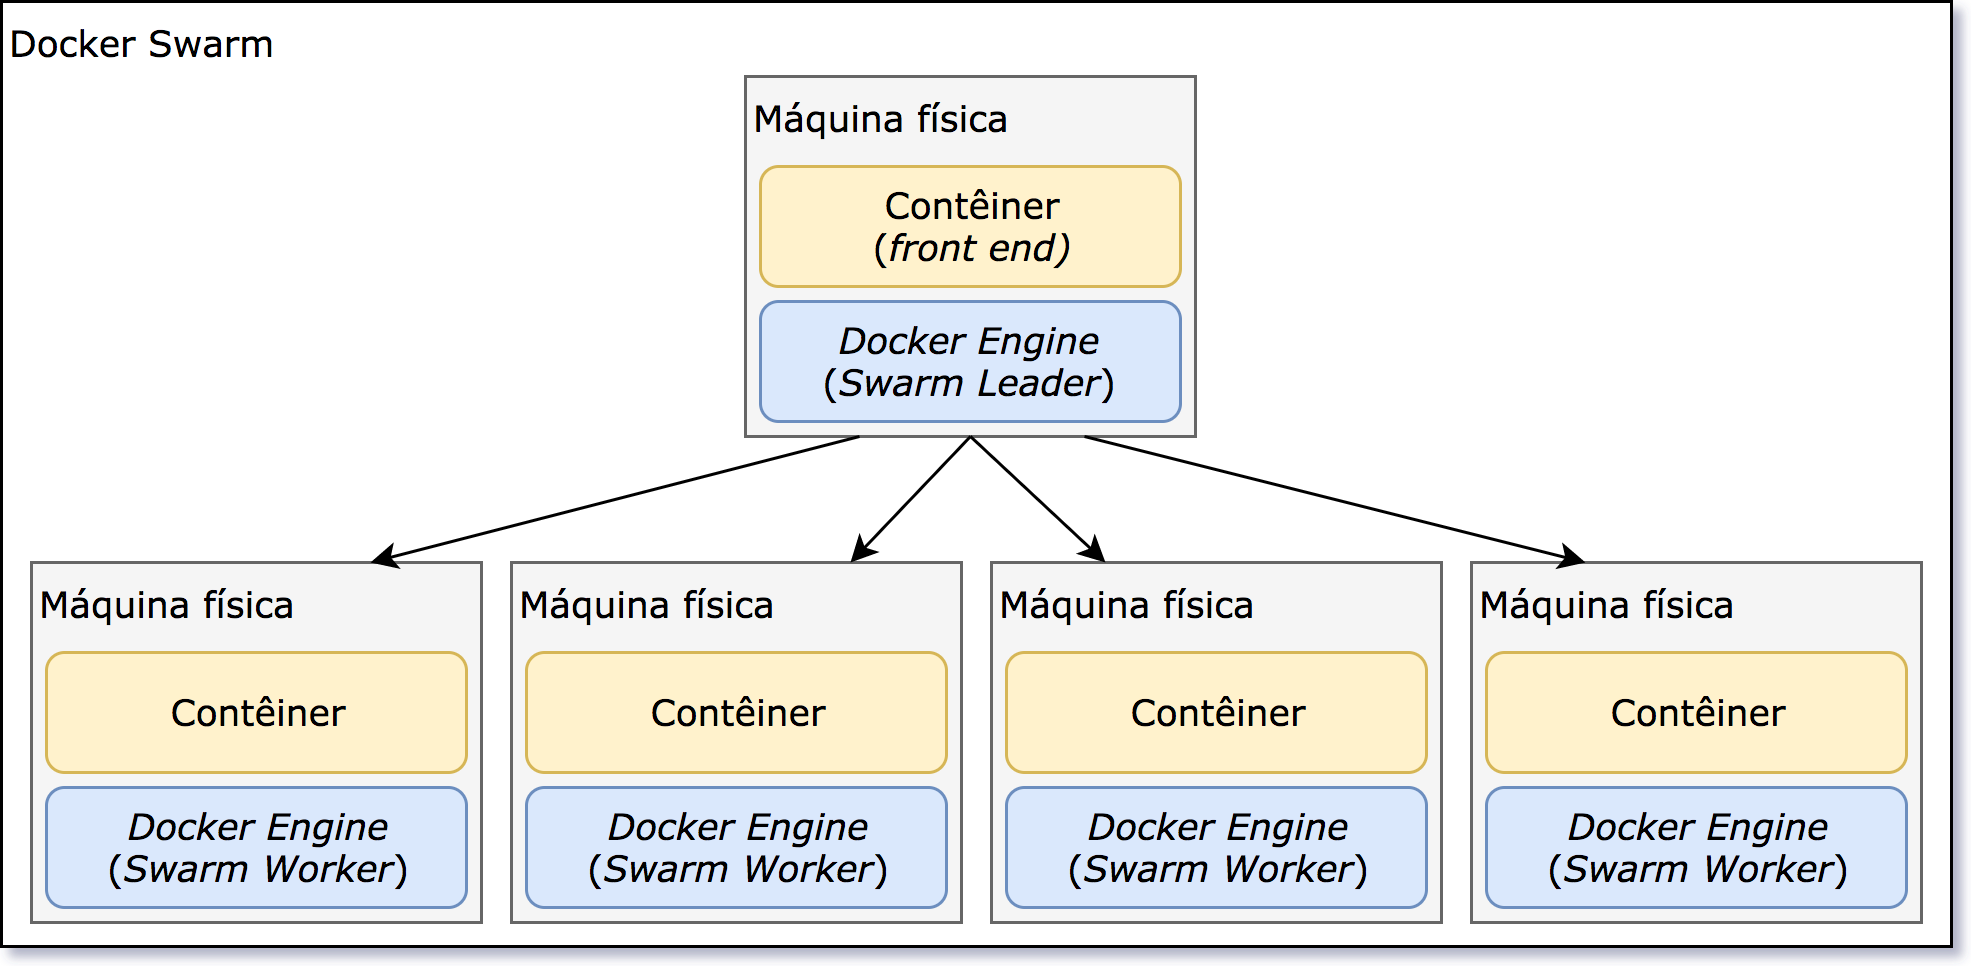 Docker Swarm
Máquina física
Contêiner
(front end)
Docker Engine
(Swarm Leader)
Máquina física
Contêiner
Docker Engine
(Swarm Worker)
Máquina física
Contêiner
Docker Engine
(Swarm Worker)
Máquina física
Contêiner
Docker Engine
(Swarm Worker)
Máquina física
Contêiner
Docker Engine
(Swarm Worker)